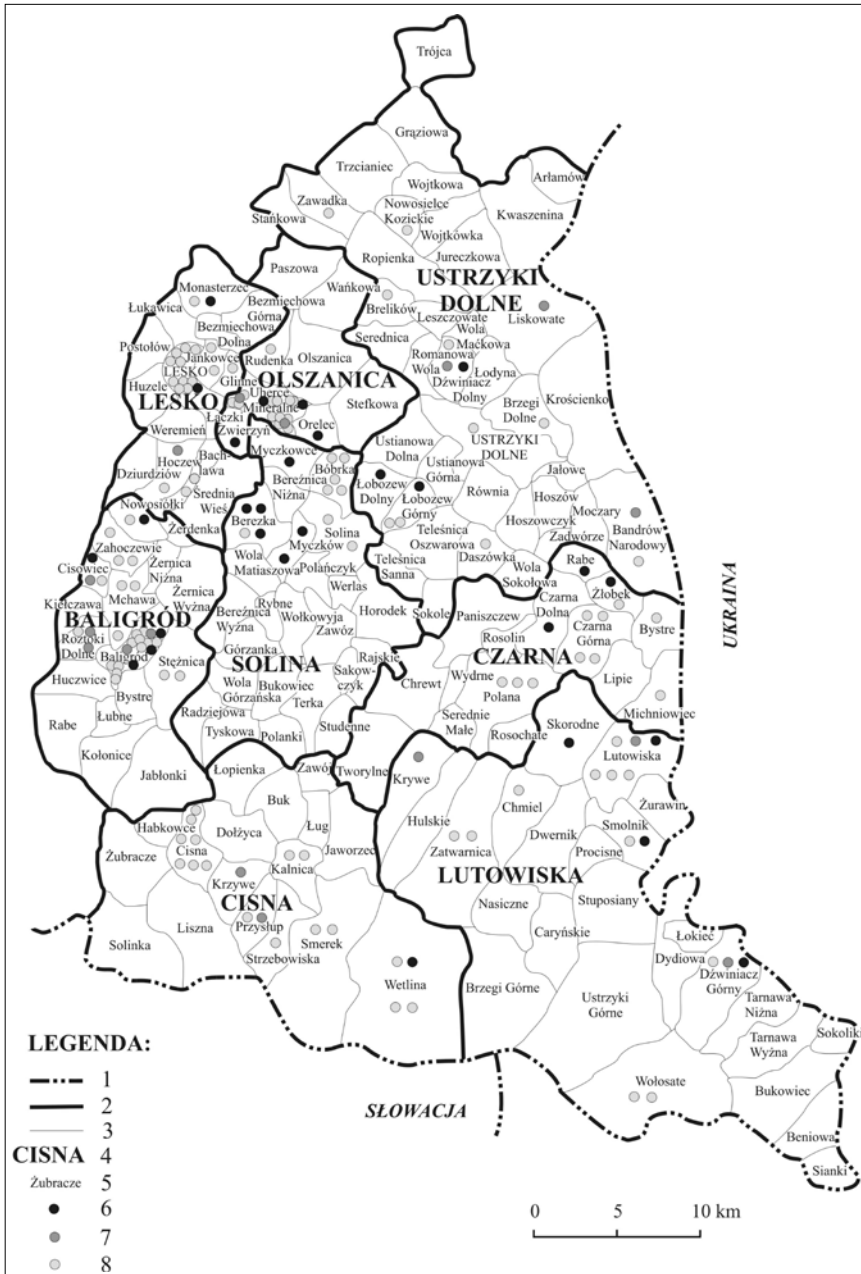 Trójca
Grąziowa
Trzcianiec
Arłamów
Wojtkowa
Zawadka
Nowosielce
Kozickie
Kwaszenina
Stańkowa
Wojtkówka
Ropienka
Jureczkowa
Paszowa
USTRZYKI
DOLNE
Monasterzec
Wańkowa
Bezmiechowa
Górna
Brelików
Łukawica
Leszczowate
Liskowate
Bezmiechowa
Dolna
Wola
Maćkowa
Serednica
Postołów
Jankowce
Rudenka
Olszanica
Romanowa
Wola
Łodyna
LESKO
Glinne
OLSZANICA
Dźwiniacz
Dolny
Huzele
Uherce
Mineralne
Stefkowa
Brzegi
Dolne
Krościenko
LESKO
Łączki
Orelec
Weremień
Zwierzyń
USTRZYKI
DOLNE
Myczkowce
Ustianowa
Dolna
Hoczew
Bach-
lawa
Bóbrka
Ustianowa
Górna
Jałowe
Dziurdziów
Bereźnica
Niżna
Łobozew
Dolny
Równia
Hoszów
Średnia
Wieś
Łobozew
Górny
Moczary
Nowosiółki
Hoszowczyk
Bandrów
Narodowy
Berezka
Solina
Teleśnica
Oszwarowa
Żerdenka
Myczków
Zadwórze
Zahoczewie
Wola
Matiaszowa
Daszówka
Rabe
Cisowiec
Żernica
Niżna
Polańczyk
Teleśnica
Sanna
Wola
Sokołowa
Żłobek
Mchawa
Werlas
Czarna
Dolna
Kiełczawa
Żernica
Wyżna
Rybne
Horodek
Sokole
Paniszczew
BALIGRÓD
Bereźnica
Wyżna
Wołkowyja
Zawóz
Czarna
Górna
Bystre
Roztoki
Dolne
Rosolin
Baligród
Górzanka
CZARNA
Stężnica
SOLINA
Rajskie
Lipie
Huczwice
Wola
Górzańska
Bukowiec
Sakow-
czyk
Chrewt
Wydrne
Polana
Bystre
Terka
Michniowiec
Rabe
Łubne
Radziejowa
Serednie
Małe
Skorodne
Tyskowa
Polanki
Studenne
Rosochate
Lutowiska
Kołonice
Jabłonki
Łopienka
Zawój
Tworylne
Krywe
Buk
Chmiel
Żurawin
Habkowce
Dołżyca
Ług
Hulskie
Smolnik
Żubracze
Cisna
Jaworzec
Zatwarnica
Dwernik
Procisne
Kalnica
Krzywe
LUTOWISKA
CISNA
Nasiczne
Stuposiany
Liszna
Przysłup
Smerek
Caryńskie
Łokieć
Solinka
Strzebowiska
Dydiowa
Dźwiniacz
Górny
Wetlina
Brzegi Górne
Ustrzyki
Górne
Tarnawa
Niżna
Sokoliki
Tarnawa
Wyżna
Wołosate
Bukowiec
Beniowa
Sianki
UKRAINA
SŁOWACJA
LEGENDA:
1
2
3
CISNA 4
Żubracze 5
6
7
8
0 5 10 km